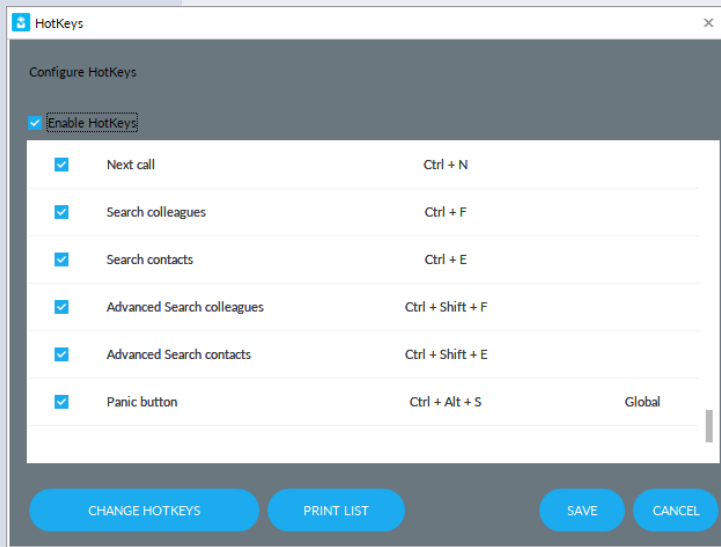 HotKeys
Configure HotKeys
Enable HotKeys
Next call Ctrl + N
Search colleagues Ctrl + F
Search contacts Ctrl + E
Advanced Search colleagues Ctrl + Shift + F
Advanced Search contacts Ctrl + Shift + E
Panic button Ctrl + Alt + S Global
CHANGE HOTKEYS PRINT LIST SAVE CANCEL